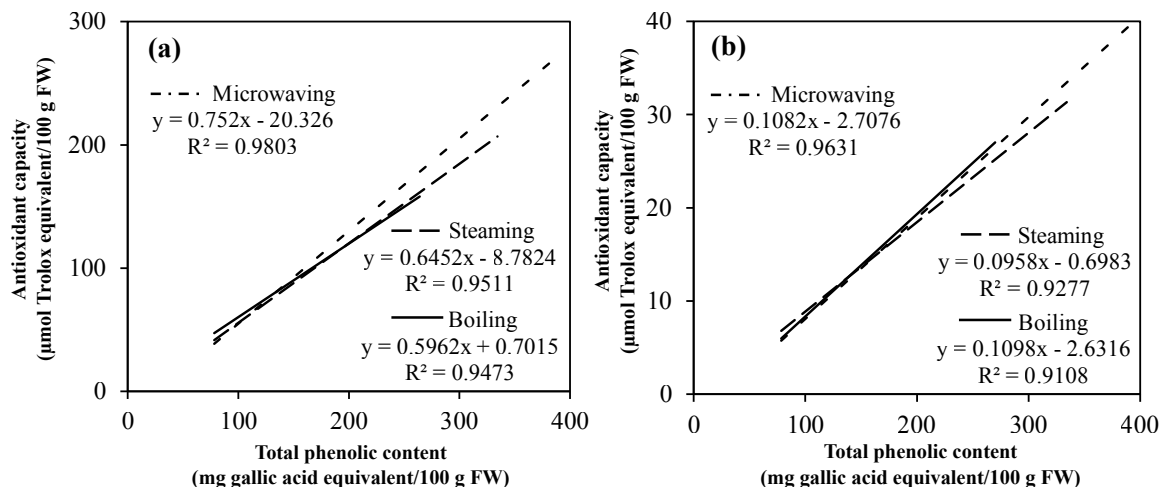 (a)
Antioxidant capacity
(μmol Trolox equivalent/100 g FW)
300
200
100
0
Microwaving
y = 0.752x - 20.326
R² = 0.9803
Steaming
y = 0.6452x - 8.7824
R² = 0.9511
Boiling
y = 0.5962x + 0.7015
R² = 0.9473
0 100 200 300 400
Total phenolic content
(mg gallic acid equivalent/100 g FW)
(b)
Antioxidant capacity
(μmol Trolox equivalent/100 g FW)
40
30
20
10
0
Microwaving
y = 0.1082x - 2.7076
R² = 0.9631
Steaming
y = 0.0958x - 0.6983
R² = 0.9277
Boiling
y = 0.1098x - 2.6316
R² = 0.9108
0 100 200 300 400
Total phenolic content
(mg gallic acid equivalent/100 g FW)